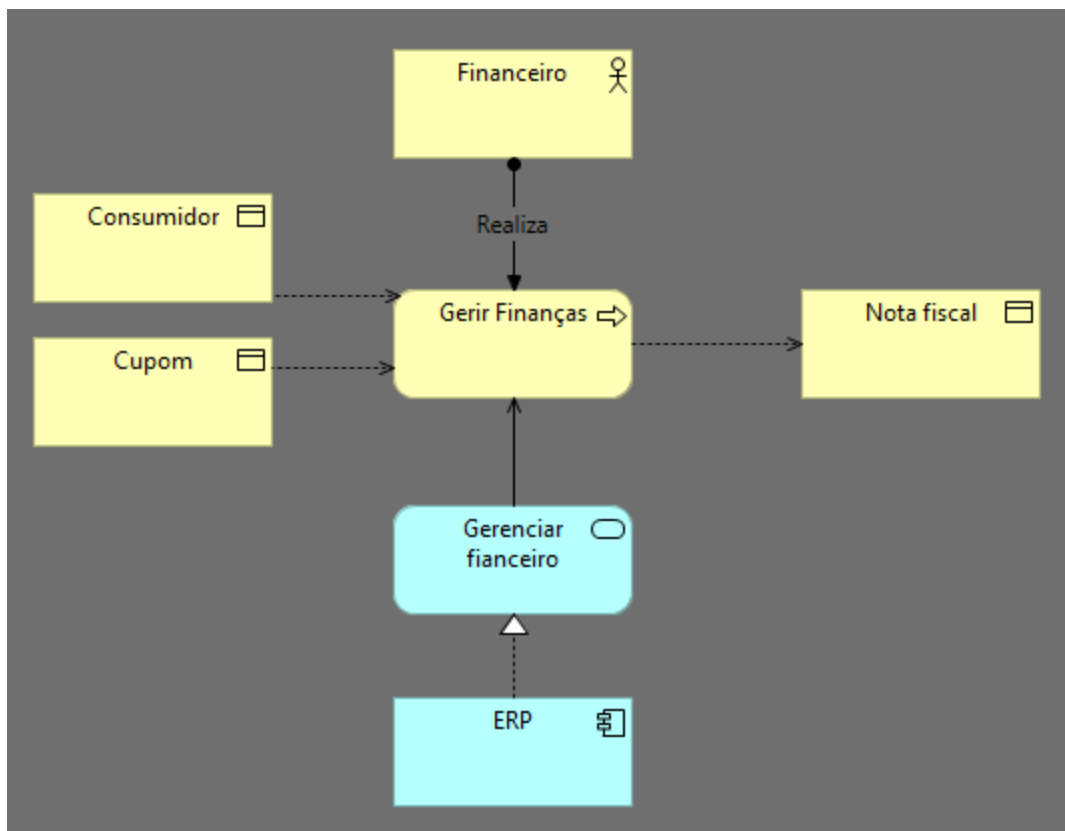 Financeiro
Consumidor
Realiza
Gerir Finanças
Nota fiscal
Cupom
Gerenciar
fianceiro
ERP